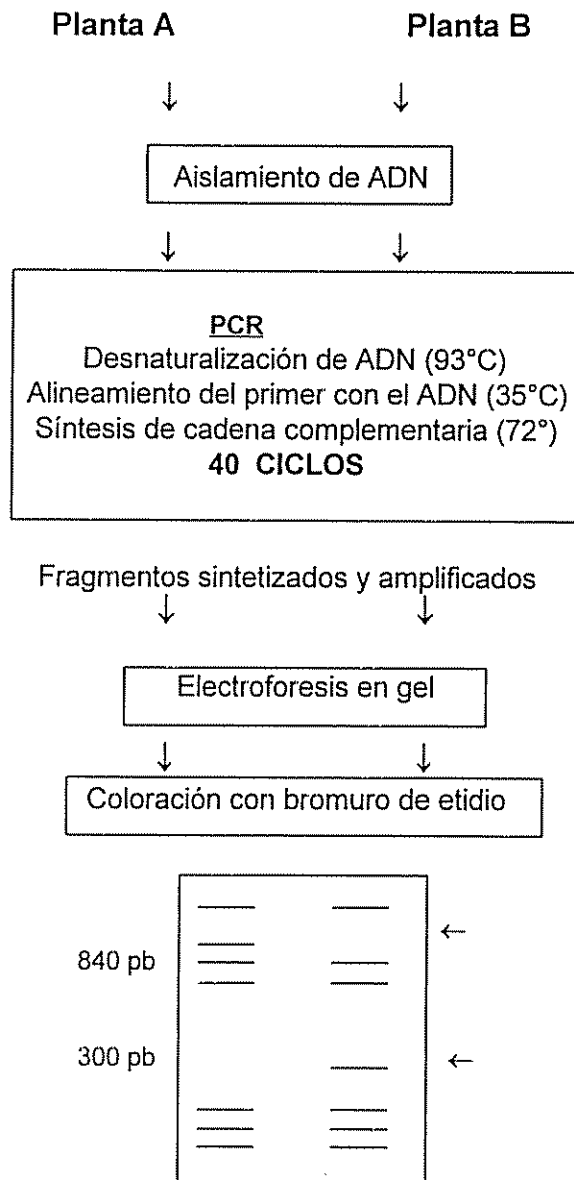 Planta A Planta B
Aislamiento de ADN
PCR
Desnaturalización de ADN (93°C)
Alineamiento del primer con el ADN (35°C)
Síntesis de cadena complementaria (72°)
40 CICLOS
Fragmentos sintetizados y amplificados
Electroforesis en gel
Coloración con bromuro de etidio
840 pb
300 pb